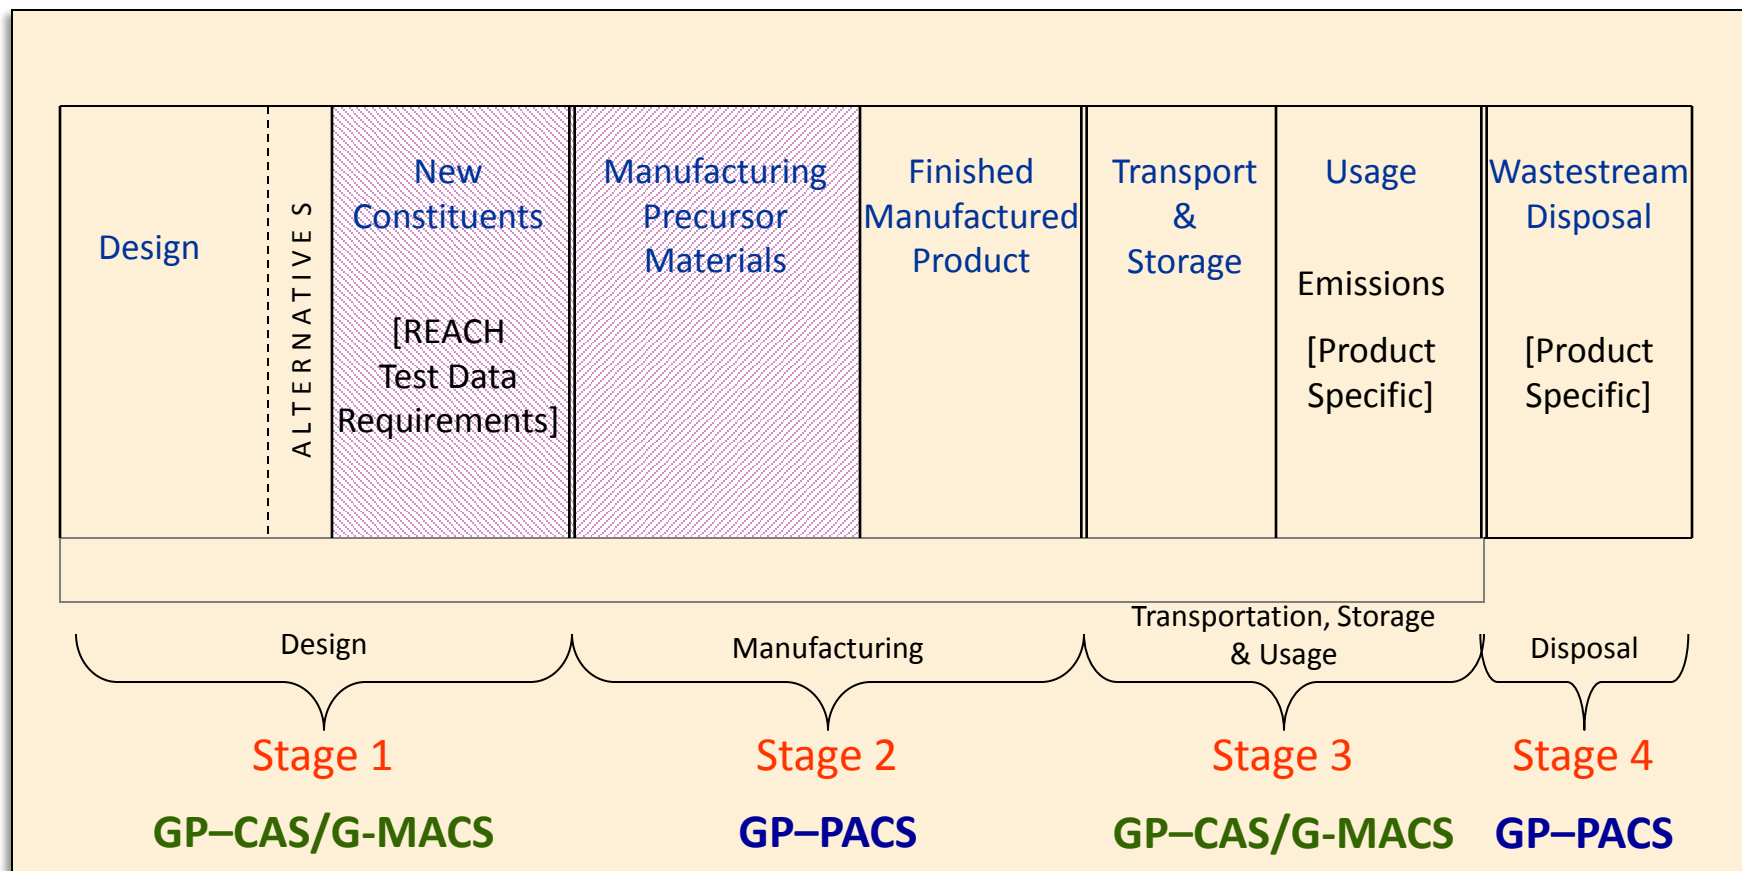 Design
ALTERNATIVES
New
Constituents
[REACH
Test Data
Requirements]
Manufacturing
Precursor
Materials
Finished
Manufactured
Product
Transport
&
Storage
Usage
Emissions
[Product
Specific]
Wastestream
Disposal
[Product
Specific]
Design
Manufacturing
Transportation, Storage
& Usage
Disposal
Stage 1
Stage 2
Stage 3
Stage 4
GP–CAS/G-MACS
GP–PACS
GP–CAS/G-MACS
GP–PACS